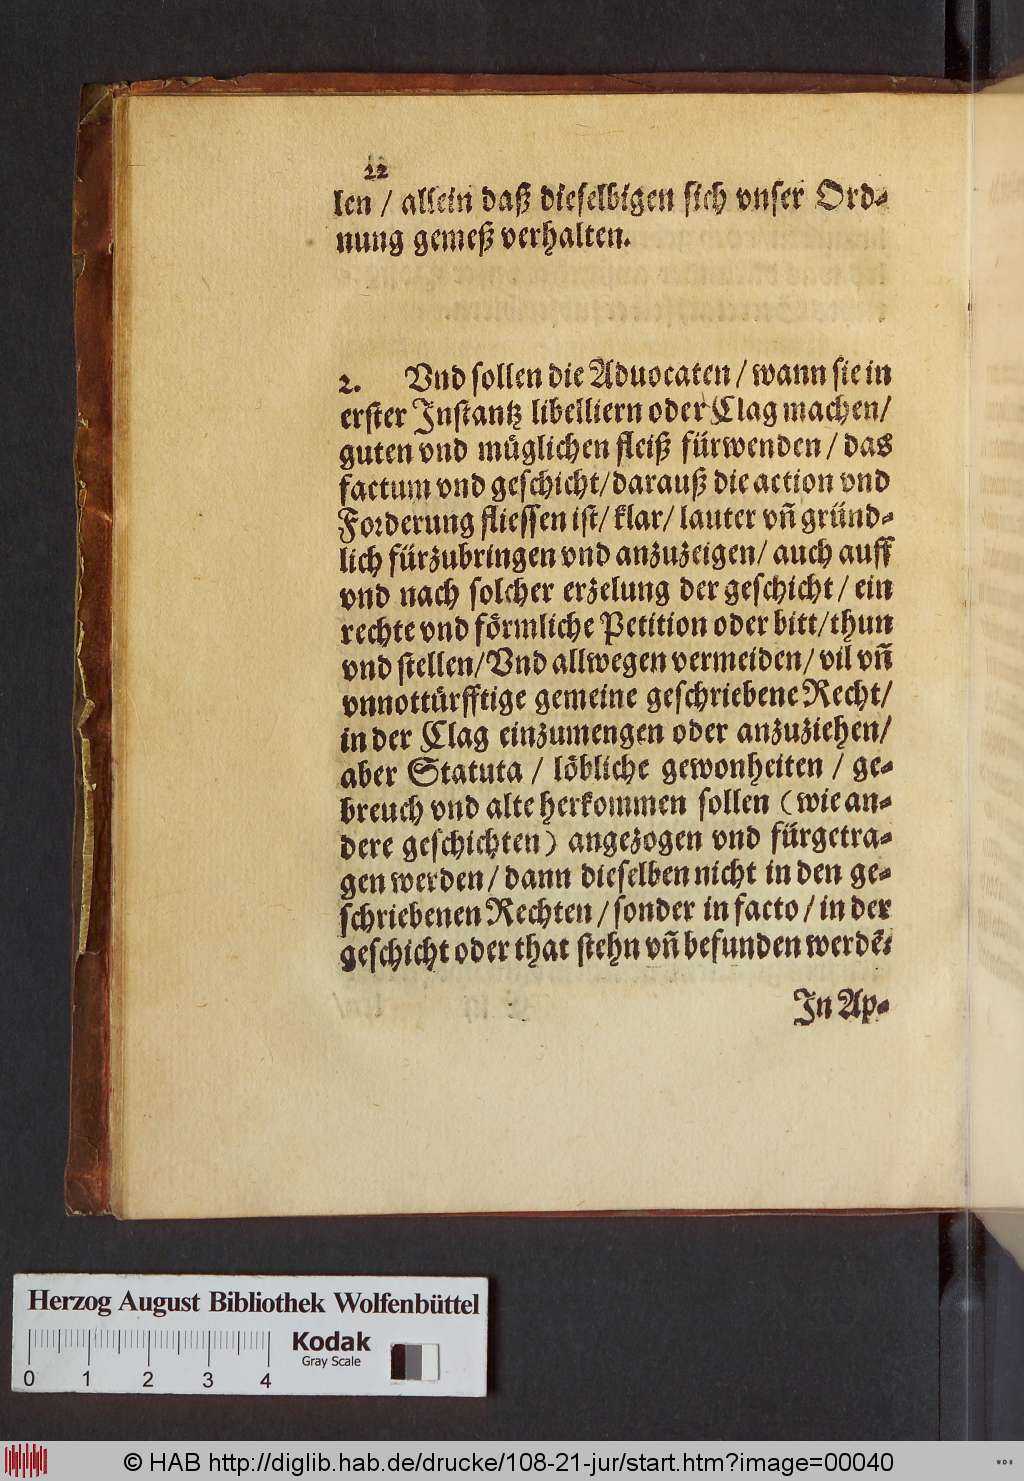 22
len / allein daß dieselbigen sich vnser Ord-
nung gemeß verhalten.
2. Vnd sollen die Aduocaten / wann sie in
erster Instantz libelliern oder Clag machen/
guten vnd müglichen fleiß fürwenden / das
factum vnd geschicht/ darauß die action vnd
Forderung fliessen ist/ klar/ lauter vñ gründ-
lich fürzubringen vnd anzuzeigen/ auch auff
vnd nach solcher erzelung der geschicht / ein
rechte vnd förmliche Petition oder bitt/ thun
vnd stellen/ Vnd allwegen vermeiden/ vil vñ
vnnottürfftige gemeine geschriebene Recht/
in der Clag einzumengen oder anzuziehen/
aber Statuta / löbliche gewonheiten / ge-
breuch vnd alte herkommen sollen (wie an-
dere geschichten) angezogen vnd fürgetra-
gen werden / dann dieselben nicht in den ge-
schriebenen Rechten / sonder in facto / in der
geschicht oder that stehn vñ befunden werdē:
In Ap-
Herzog August Bibliothek Wolfenbüttel
Kodak
Gray Scale
0 1 2 3 4
© HAB http://diglib.hab.de/drucke/108-21-jur/start.htm?image=00040